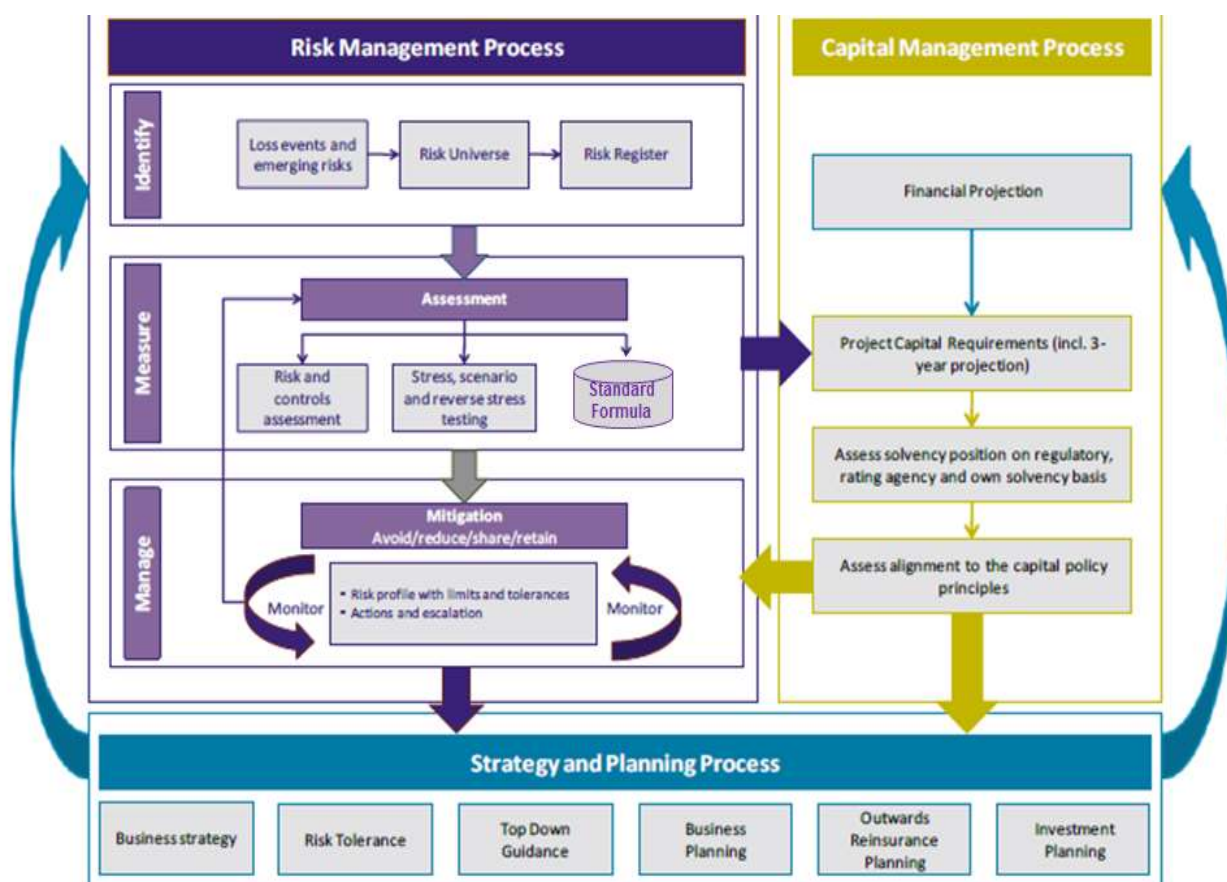 Risk Management Process
Capital Management Process
Identify
Loss events and
emerging risks
Risk Universe
Risk Register
Financial Projection
Measure
Assessment
Risk and
controls
assessment
Stress, scenario
and reverse stress
testing
Standard
Formula
Project Capital Requirements (incl. 3-
year projection)
Assess solvency position on regulatory,
rating agency and own solvency basis
Assess alignment to the capital policy
principles
Manage
Mitigation
Avoid/reduce/share/retain
Monitor
▪ Risk profile with limits and tolerances
▪ Actions and escalation
Monitor
Strategy and Planning Process
Business strategy
Risk Tolerance
Top Down
Guidance
Business
Planning
Outwards
Reinsurance
Planning
Investment
Planning